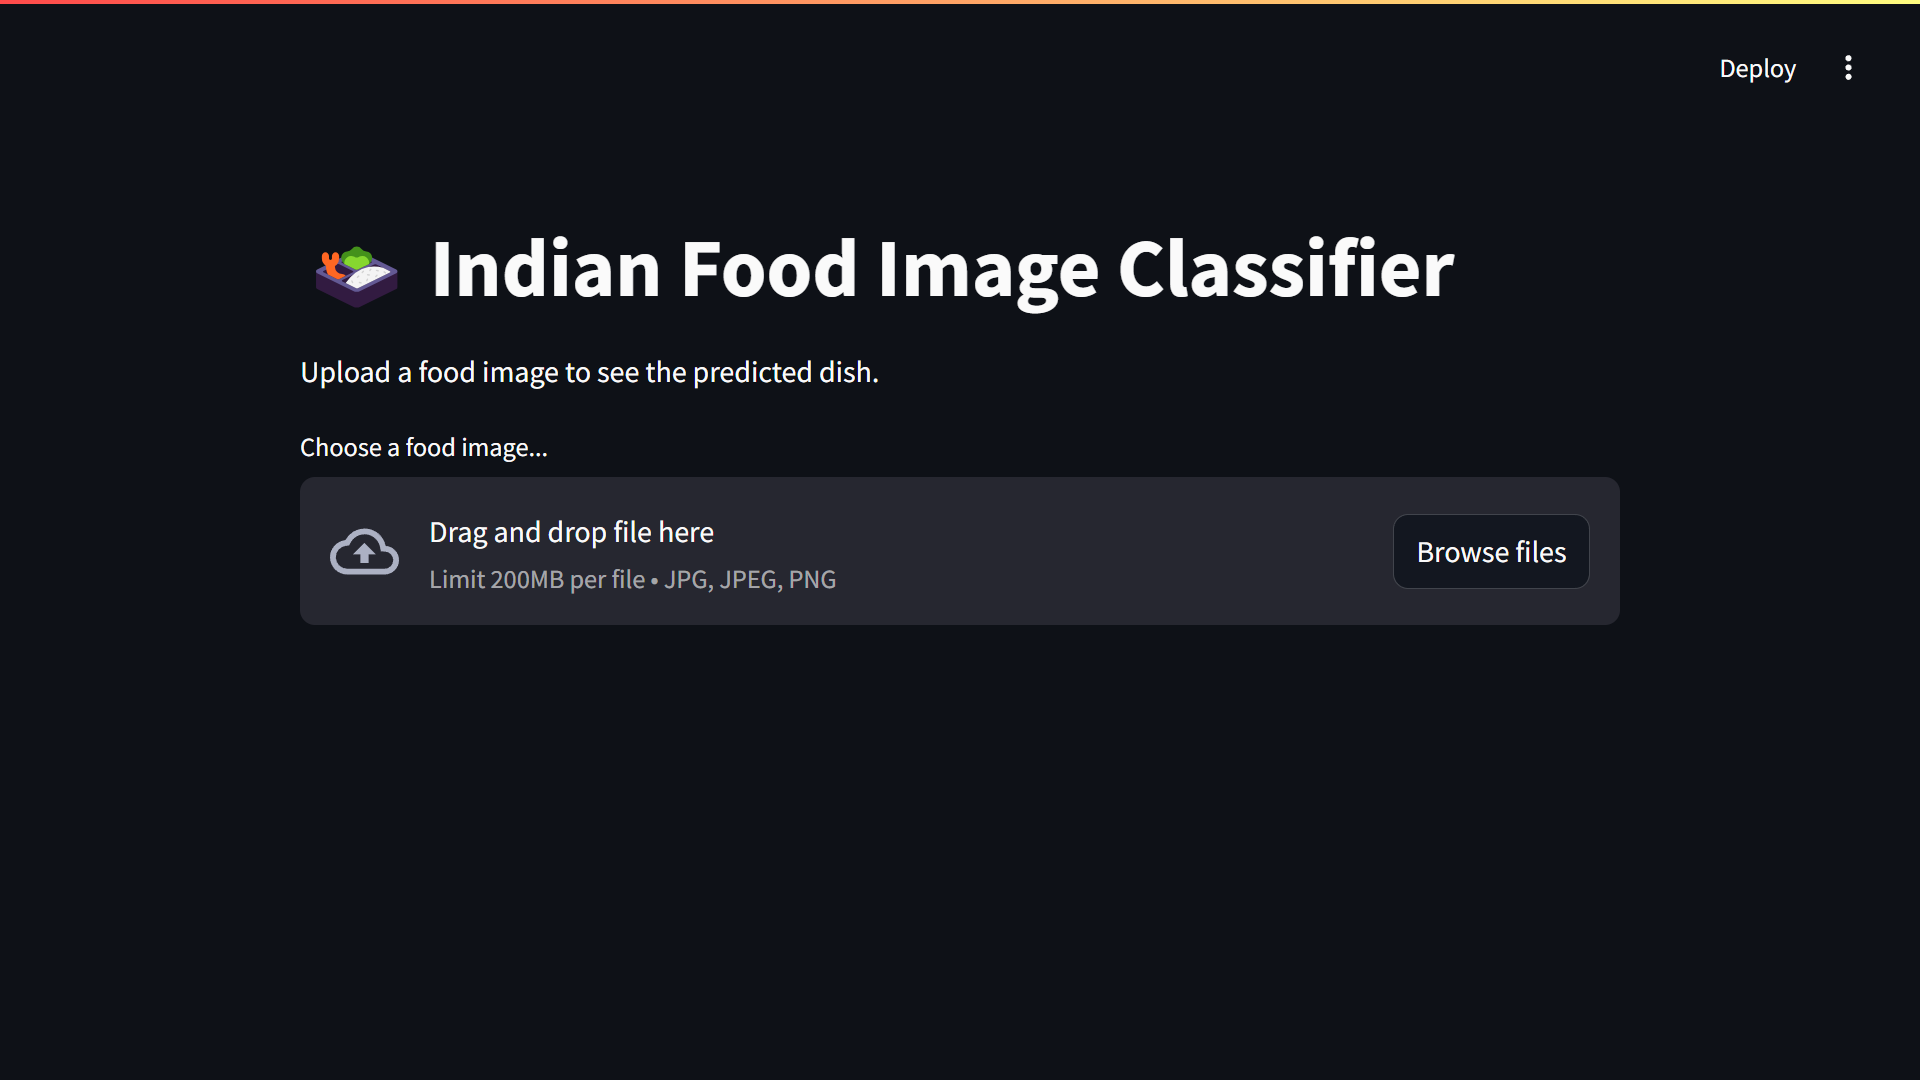 Deploy
Indian Food Image Classifier
Upload a food image to see the predicted dish.
Choose a food image...
Drag and drop file here
Limit 200MB per file • JPG, JPEG, PNG
Browse files